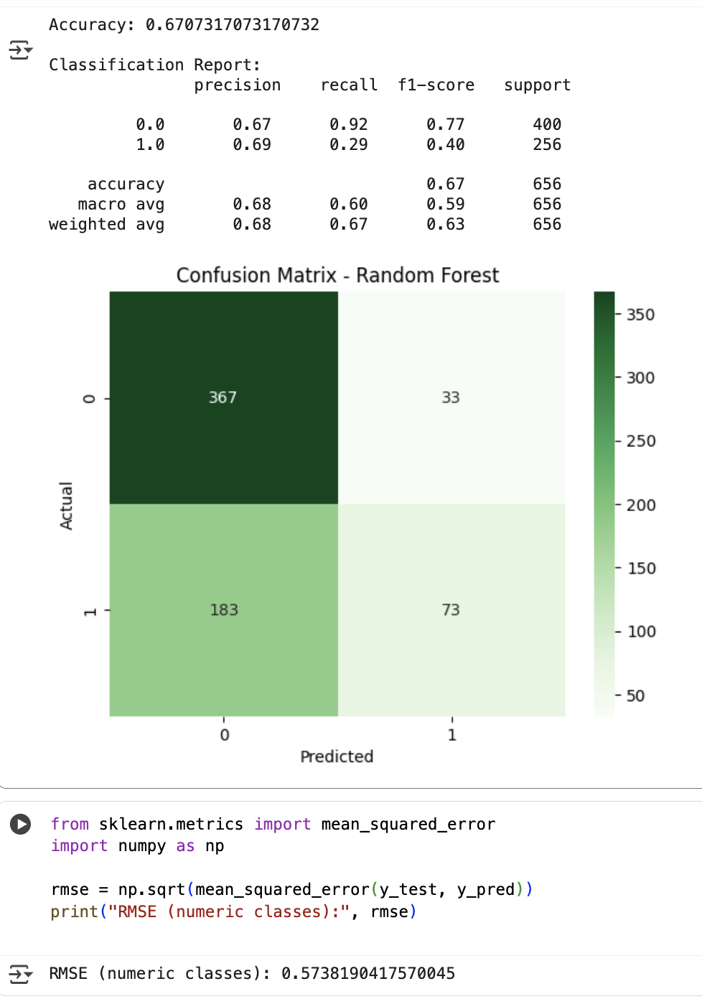 Accuracy: 0.6707317073170732
Classification Report:
precision recall f1-score support
0.0 0.67 0.92 0.77 400
1.0 0.69 0.29 0.40 256
accuracy 0.67 656
macro avg 0.68 0.60 0.59 656
weighted avg 0.68 0.67 0.63 656
Confusion Matrix - Random Forest
350
300
250
200
150
100
50
Actual
0
367 33
1
183 73
0 1
Predicted
from sklearn.metrics import mean_squared_error
import numpy as np
rmse = np.sqrt(mean_squared_error(y_test, y_pred))
print("RMSE (numeric classes):", rmse)
RMSE (numeric classes): 0.5738190417570045